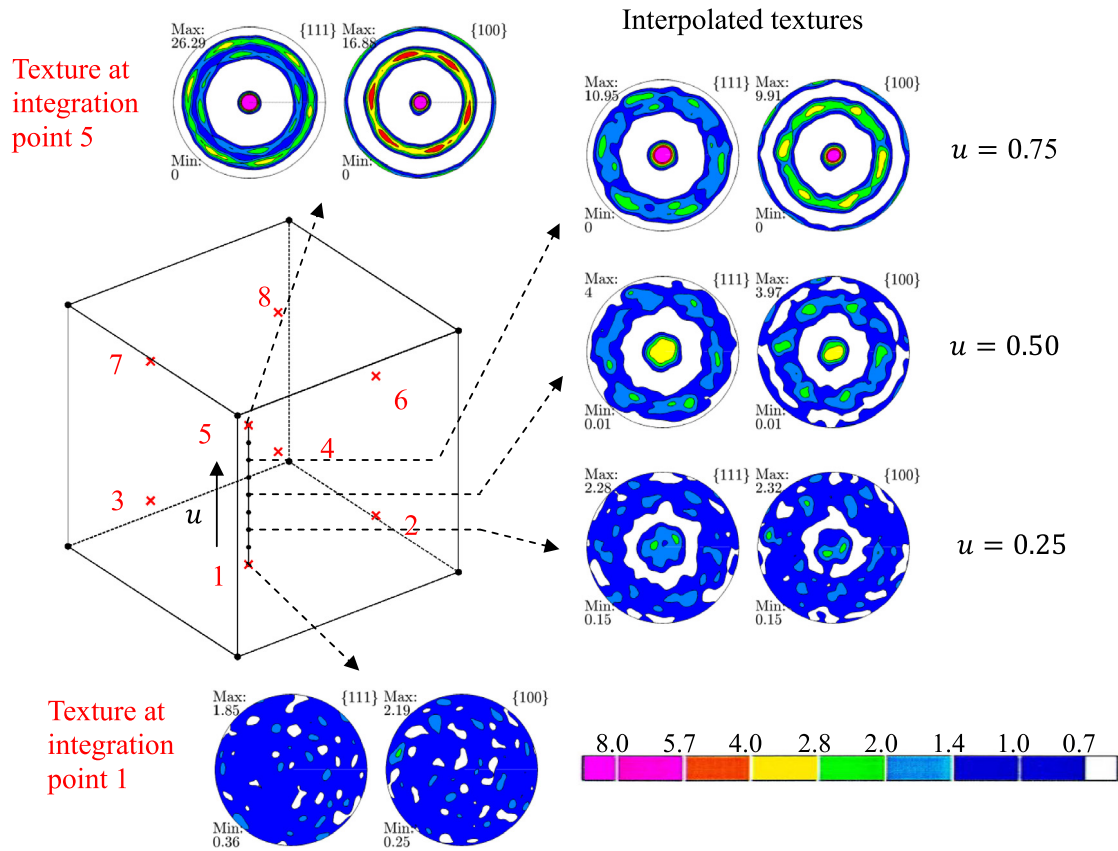 Interpolated textures
Texture at
integration
point 5
Max:
26.29
{111}
Min:
0
Max:
16.88
{100}
Min:
0
Max:
10.95
{111}
Min:
0
Max:
9.91
{100}
Min:
0
u = 0.75
Max:
4
{111}
Min:
0.01
Max:
3.97
{100}
Min:
0.01
u = 0.50
Max:
2.28
{111}
Min:
0.15
Max:
2.32
{100}
Min:
0.15
u = 0.25
8
7
6
5
4
3
u
2
1
Texture at
integration
point 1
Max:
1.85
{111}
Min:
0.36
Max:
2.19
{100}
Min:
0.25
8.0 5.7 4.0 2.8 2.0 1.4 1.0 0.7